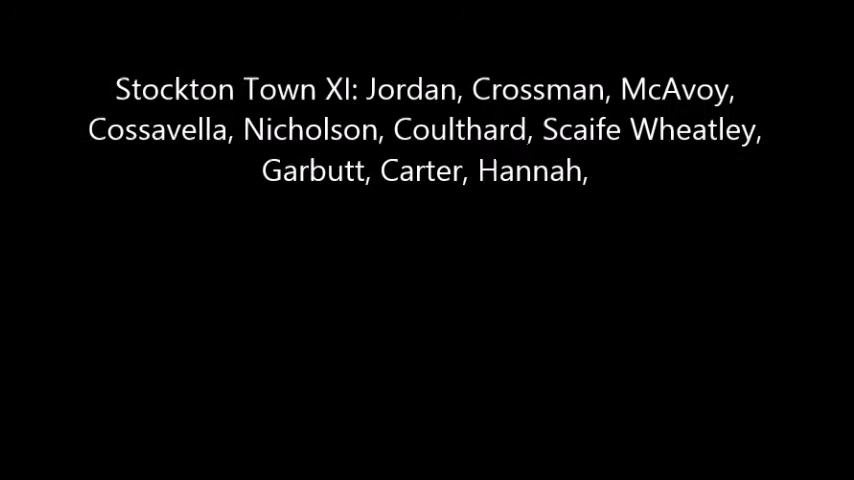 Stockton Town XI: Jordan, Crossman, McAvoy,
Cossavella, Nicholson, Coulthard, Scaife Wheatley,
Garbutt, Carter, Hannah,